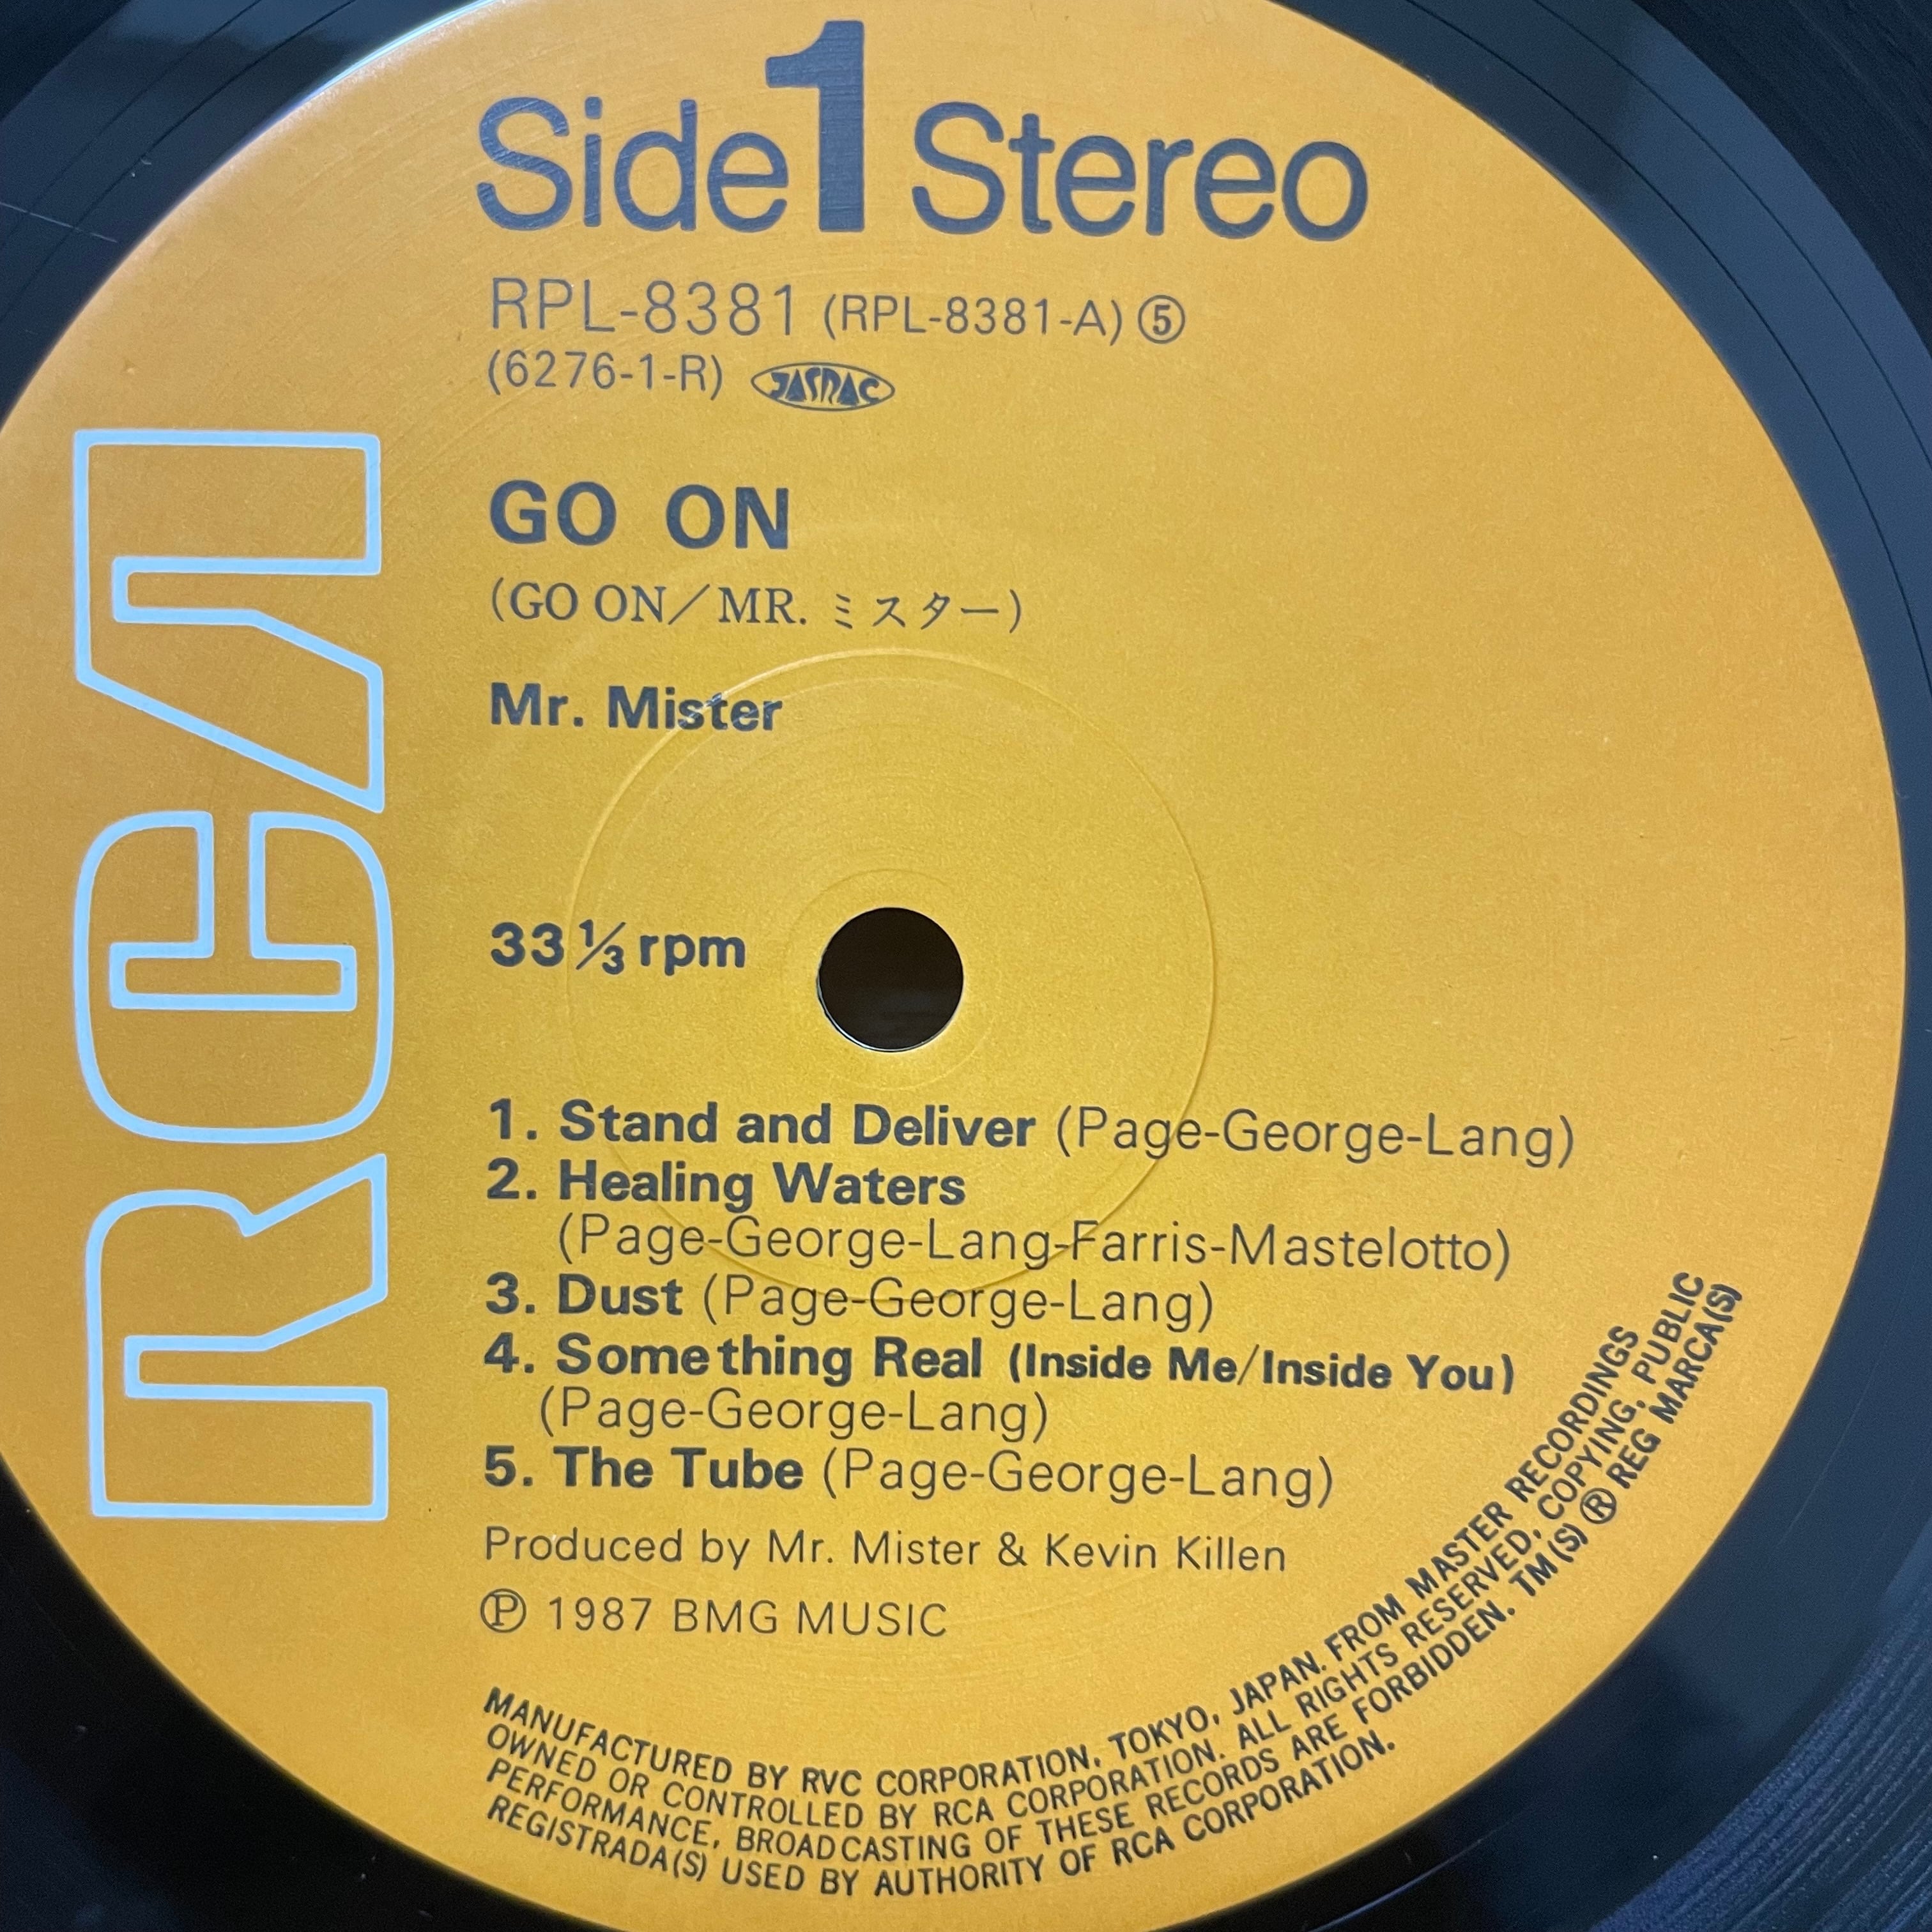 Side 1 Stereo
RPL-8381 (RPL-8381-A) ⑤
(6276-1-R) JASRAC
GO ON
(GO ON／MR. ミスター)
Mr. Mister
33 1/3 rpm
1. Stand and Deliver (Page-George-Lang)
2. Healing Waters
(Page-George-Lang-Farris-Mastelotto)
3. Dust (Page-George-Lang)
4. Something Real (Inside Me/Inside You)
(Page-George-Lang)
5. The Tube (Page-George-Lang)
Produced by Mr. Mister & Kevin Killen
℗ 1987 BMG MUSIC
MANUFACTURED BY RVC CORPORATION, TOKYO, JAPAN. FROM MASTER RECORDINGS
OWNED OR CONTROLLED BY RCA CORPORATION. ALL RIGHTS RESERVED, COPYING, PUBLIC
PERFORMANCE, BROADCASTING OF THESE RECORDS ARE FORBIDDEN. TM(S) ® REG MARCA(S)
REGISTRADA(S) USED BY AUTHORITY OF RCA CORPORATION.
RCA